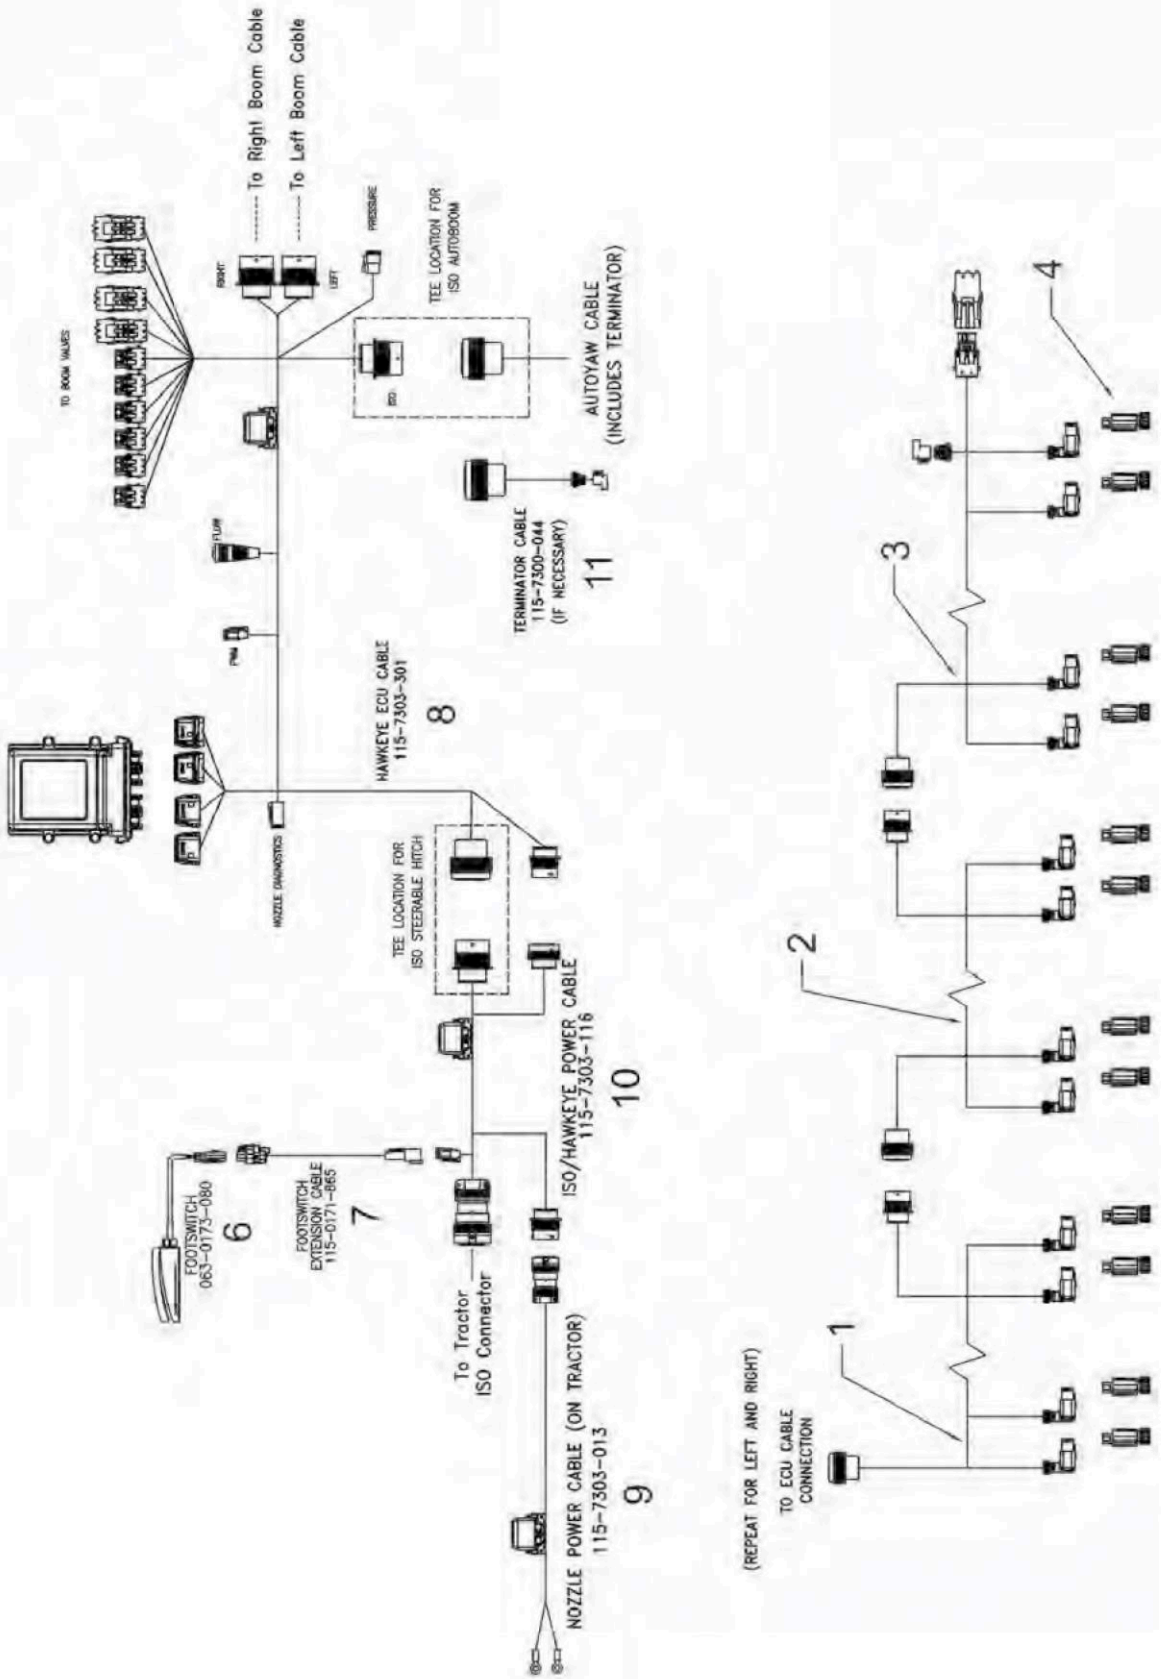 TO BOOM VALVES
RIGHT
To Right Boom Cable
To Left Boom Cable
LEFT
PRESSURE
FLOW
PWM
NOZZLE DIAGNOSTICS
HAWKEYE ECU CABLE
115-7303-301
8
ISO
TEE LOCATION FOR
ISO AUTOBOOM
AUTOYAW CABLE
(INCLUDES TERMINATOR)
TERMINATOR CABLE
115-7300-044
(IF NECESSARY)
11
TEE LOCATION FOR
ISO STEERABLE HITCH
FOOTSWITCH
063-0173-080
6
FOOTSWITCH
EXTENSION CABLE
115-0171-865
7
To Tractor
ISO Connector
ISO/HAWKEYE POWER CABLE
115-7303-116
10
NOZZLE POWER CABLE (ON TRACTOR)
115-7303-013
9
(REPEAT FOR LEFT AND RIGHT)
TO ECU CABLE
CONNECTION
1
2
3
4